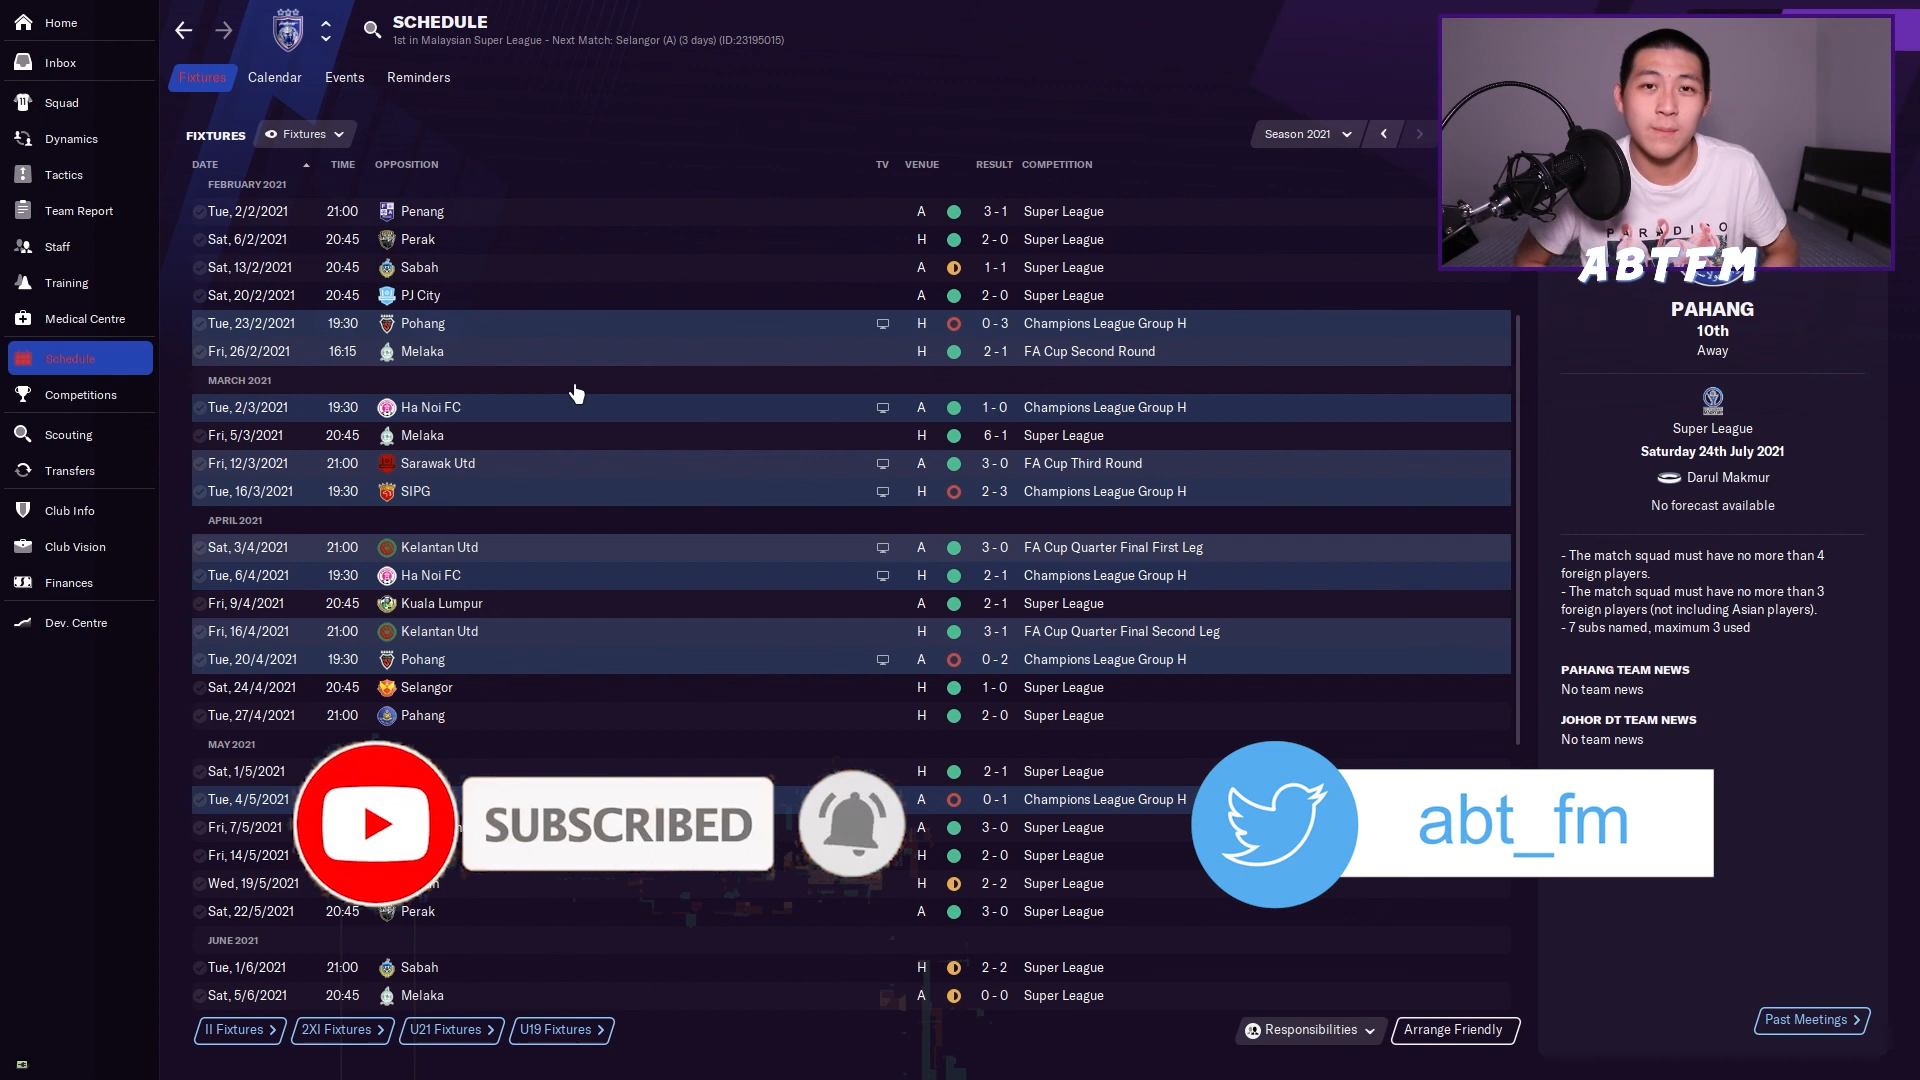 Home
Inbox
Squad
Dynamics
Tactics
Team Report
Staff
Training
Medical Centre
Schedule
Competitions
Scouting
Transfers
Club Info
Club Vision
Finances
Dev. Centre
SCHEDULE
1st in Malaysian Super League - Next Match: Selangor (A) (3 days) (ID:23195015)
Fixtures Calendar Events Reminders
FIXTURES Fixtures Season 2021
DATE TIME OPPOSITION TV VENUE RESULT COMPETITION
FEBRUARY 2021
Tue, 2/2/2021 21:00 Penang A 3 - 1 Super League
Sat, 6/2/2021 20:45 Perak H 2 - 0 Super League
Sat, 13/2/2021 20:45 Sabah A 1 - 1 Super League
Sat, 20/2/2021 20:45 PJ City A 2 - 0 Super League
Tue, 23/2/2021 19:30 Pohang H 0 - 3 Champions League Group H
Fri, 26/2/2021 16:15 Melaka H 2 - 1 FA Cup Second Round
MARCH 2021
Tue, 2/3/2021 19:30 Ha Noi FC A 1 - 0 Champions League Group H
Fri, 5/3/2021 20:45 Melaka H 6 - 1 Super League
Fri, 12/3/2021 21:00 Sarawak Utd A 3 - 0 FA Cup Third Round
Tue, 16/3/2021 19:30 SIPG H 2 - 3 Champions League Group H
APRIL 2021
Sat, 3/4/2021 21:00 Kelantan Utd A 3 - 0 FA Cup Quarter Final First Leg
Tue, 6/4/2021 19:30 Ha Noi FC H 2 - 1 Champions League Group H
Fri, 9/4/2021 20:45 Kuala Lumpur A 2 - 1 Super League
Fri, 16/4/2021 21:00 Kelantan Utd H 3 - 1 FA Cup Quarter Final Second Leg
Tue, 20/4/2021 19:30 Pohang A 0 - 2 Champions League Group H
Sat, 24/4/2021 20:45 Selangor H 1 - 0 Super League
Tue, 27/4/2021 21:00 Pahang H 2 - 0 Super League
MAY 2021
Sat, 1/5/2021 H 2 - 1 Super League
Tue, 4/5/2021 A 0 - 1 Champions League Group H
Fri, 7/5/2021 A 3 - 0 Super League
Fri, 14/5/2021 H 2 - 0 Super League
Wed, 19/5/2021 H 2 - 2 Super League
Sat, 22/5/2021 20:45 Perak A 3 - 0 Super League
JUNE 2021
Tue, 1/6/2021 21:00 Sabah H 2 - 2 Super League
Sat, 5/6/2021 20:45 Melaka A 0 - 0 Super League
II Fixtures 2XI Fixtures U21 Fixtures U19 Fixtures Responsibilities Arrange Friendly
SUBSCRIBED
abt_fm
PARADI
ABTFM
PAHANG
10th
Away
Super League
Saturday 24th July 2021
Darul Makmur
No forecast available
- The match squad must have no more than 4
foreign players.
- The match squad must have no more than 3
foreign players (not including Asian players).
- 7 subs named, maximum 3 used
PAHANG TEAM NEWS
No team news
JOHOR DT TEAM NEWS
No team news
Past Meetings